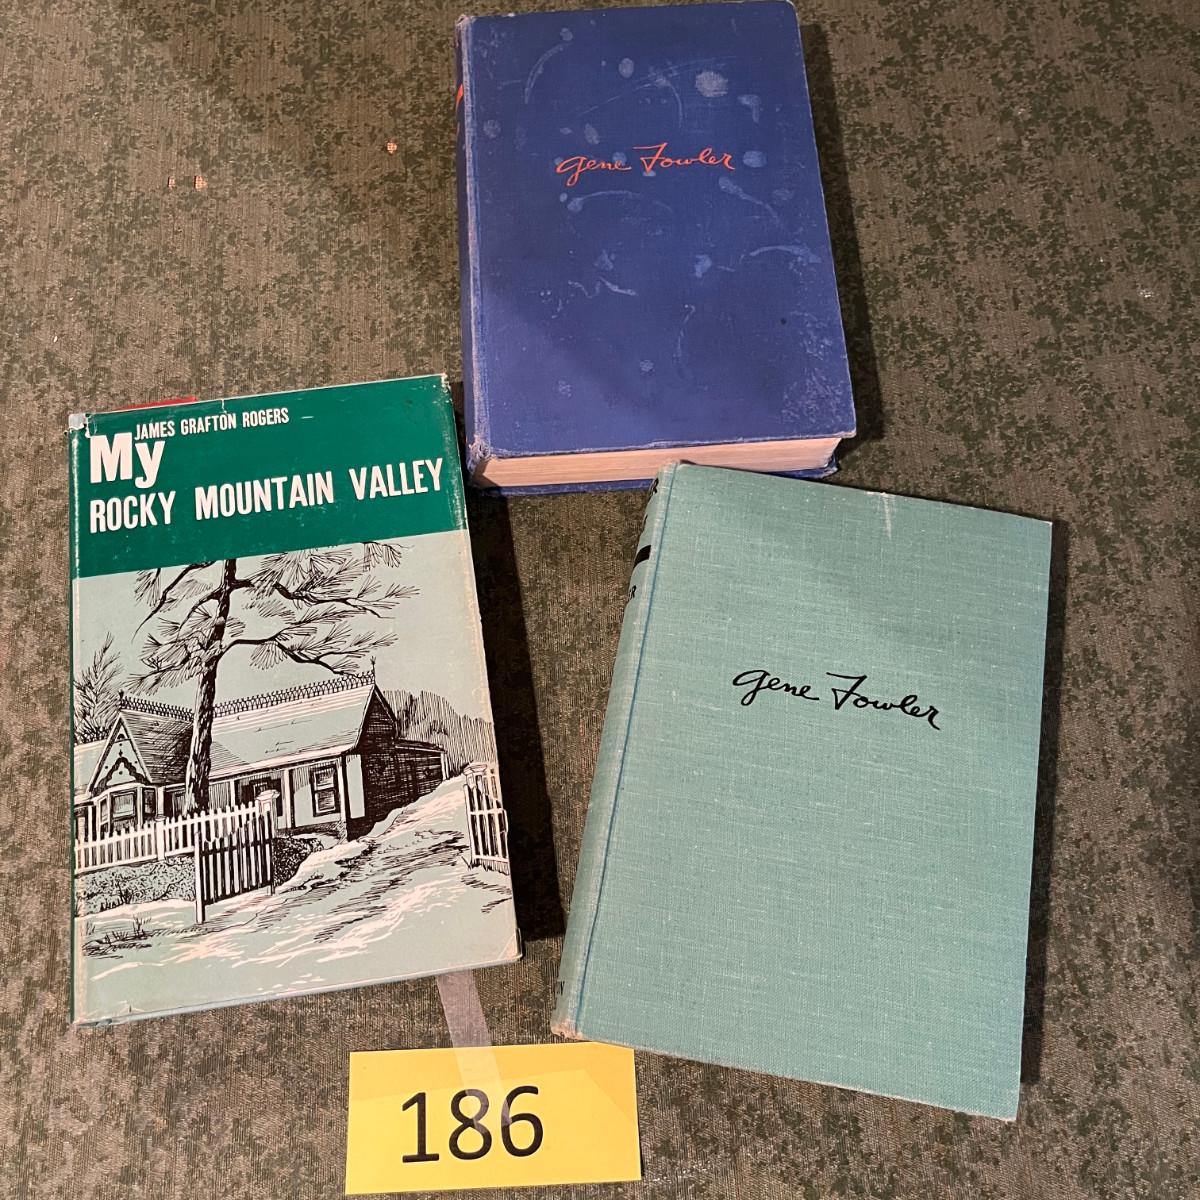 gene Fowler
JAMES GRAFTON ROGERS
My
ROCKY MOUNTAIN VALLEY
gene Fowler
186